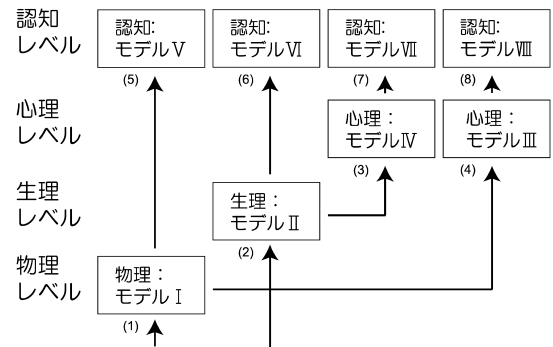 認知
レベル
認知:
モデルⅤ
認知:
モデルⅥ
認知:
モデルⅦ
認知:
モデルⅧ
(5)
(6)
(7)
(8)
心理
レベル
心理：
モデルⅣ
心理：
モデルⅢ
(3)
(4)
生理
レベル
生理：
モデルⅡ
(2)
物理
レベル
物理：
モデルⅠ
(1)